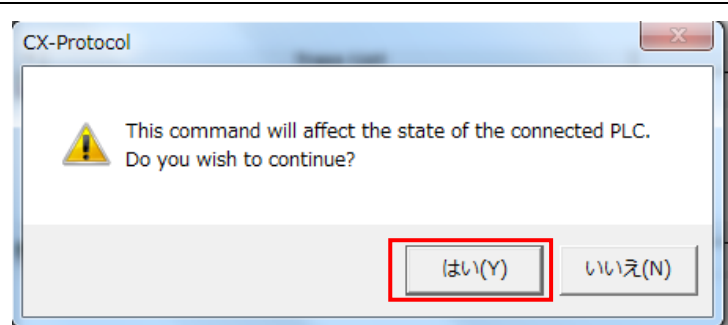 CX-Protocol
This command will affect the state of the connected PLC.
Do you wish to continue?
はい(Y)
いいえ(N)